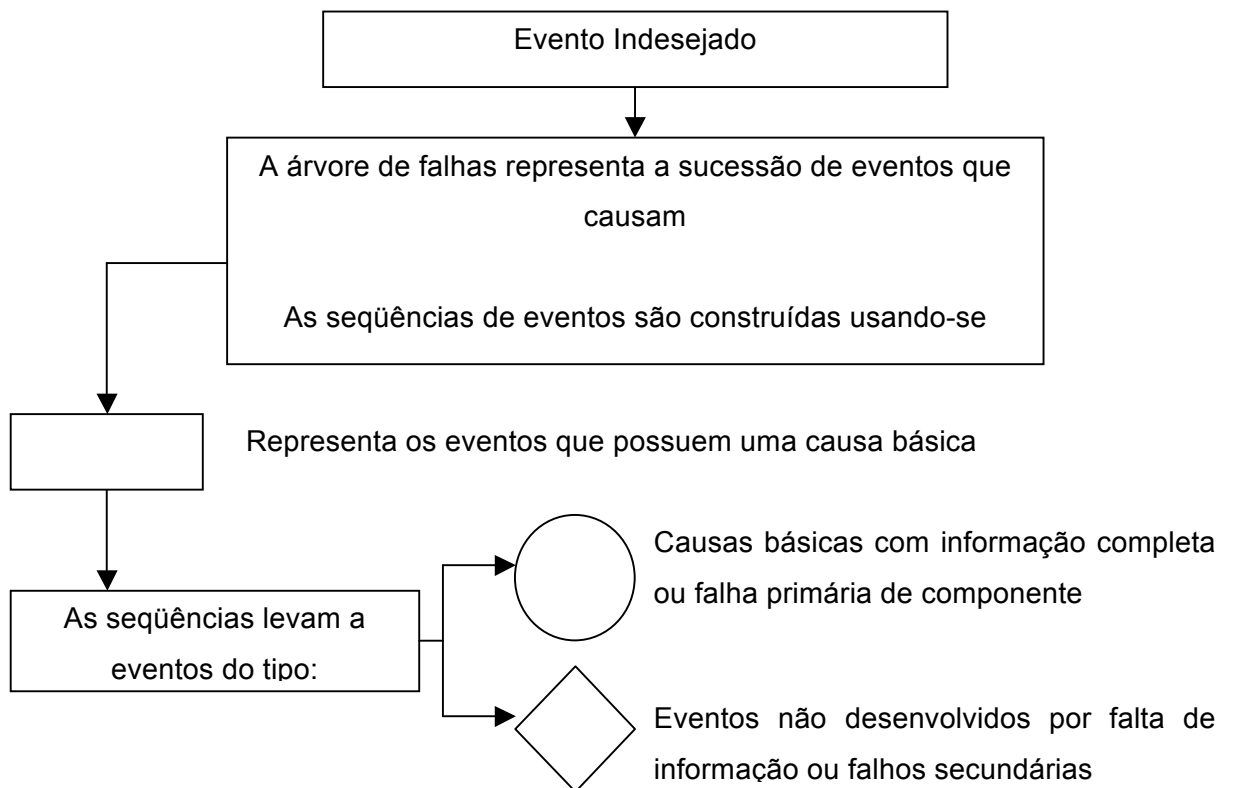 Evento Indesejado
A árvore de falhas representa a sucessão de eventos que
causam
As seqüências de eventos são construídas usando-se
Representa os eventos que possuem uma causa básica
Causas básicas com informação completa
ou falha primária de componente
As seqüências levam a
eventos do tipo:
Eventos não desenvolvidos por falta de
informação ou falhos secundárias